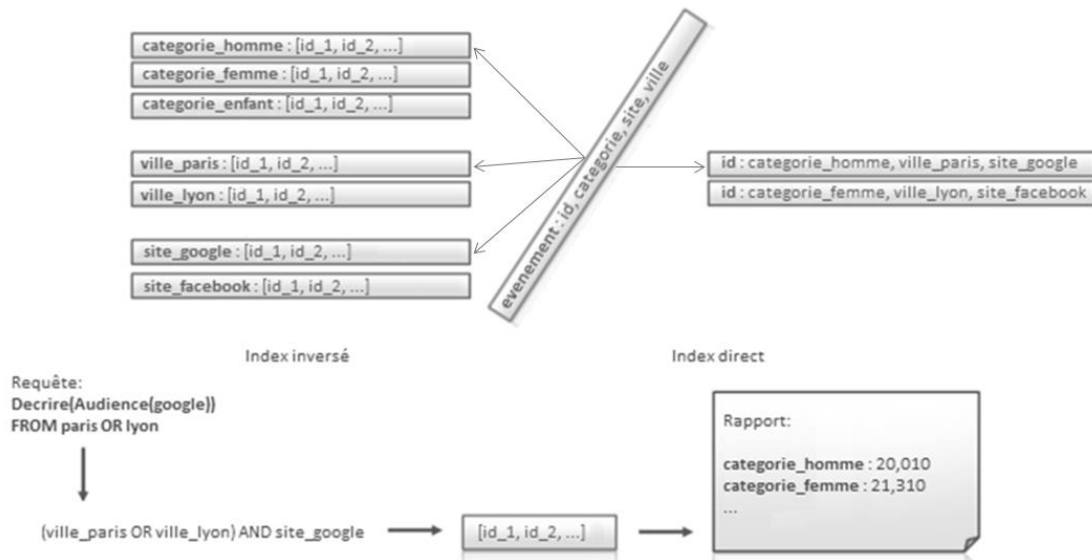 categorie_homme : [id_1, id_2, ...]
categorie_femme : [id_1, id_2, ...]
categorie_enfant : [id_1, id_2, ...]
ville_paris : [id_1, id_2, ...]
ville_lyon : [id_1, id_2, ...]
site_google : [id_1, id_2, ...]
site_facebook : [id_1, id_2, ...]
evenement : id, categorie, site, ville
id : categorie_homme, ville_paris, site_google
id : categorie_femme, ville_lyon, site_facebook
Index inversé
Index direct
Requête:
Decrire(Audience(google))
FROM paris OR lyon
(ville_paris OR ville_lyon) AND site_google
[id_1, id_2, ...]
Rapport:
categorie_homme : 20,010
categorie_femme : 21,310
...